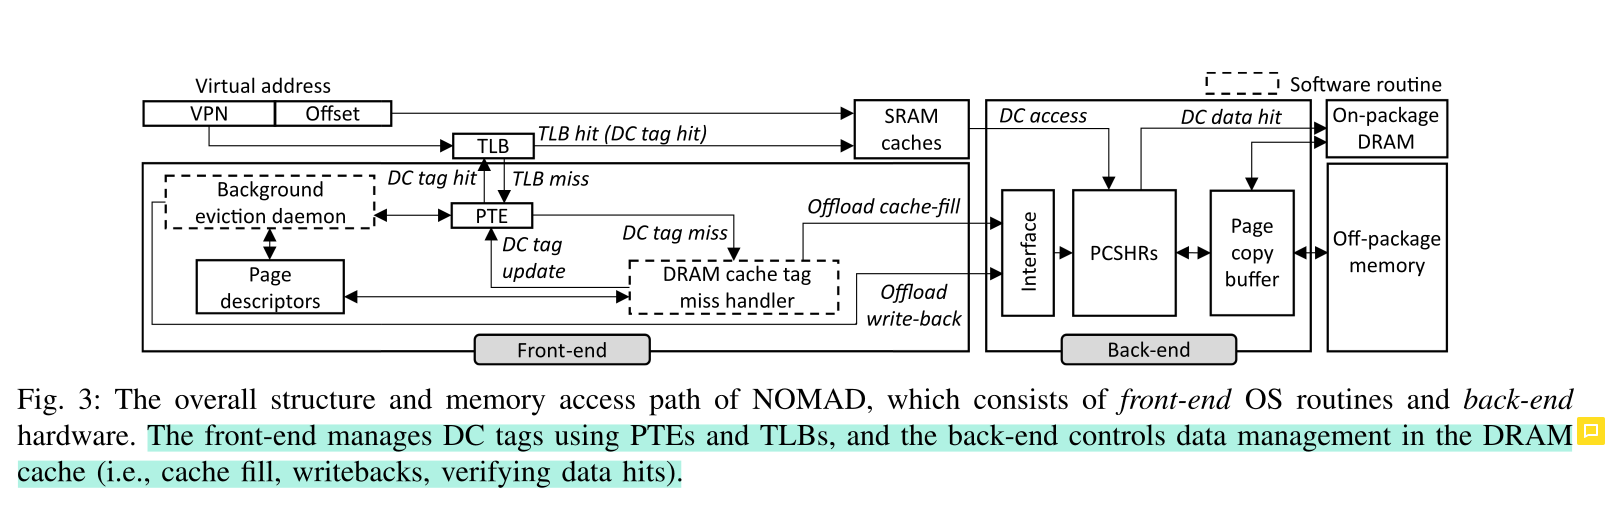 Virtual address
VPN
Offset
Software routine
TLB
TLB hit (DC tag hit)
SRAM
caches
DC access
DC data hit
On-package
DRAM
DC tag hit
TLB miss
Background
eviction daemon
PTE
DC tag
update
DC tag miss
Offload cache-fill
Page
descriptors
DRAM cache tag
miss handler
Offload
write-back
Interface
PCSHRs
Page
copy
buffer
Off-package
memory
Front-end
Back-end
Fig. 3: The overall structure and memory access path of NOMAD, which consists of front-end OS routines and back-end
hardware. The front-end manages DC tags using PTEs and TLBs, and the back-end controls data management in the DRAM
cache (i.e., cache fill, writebacks, verifying data hits).